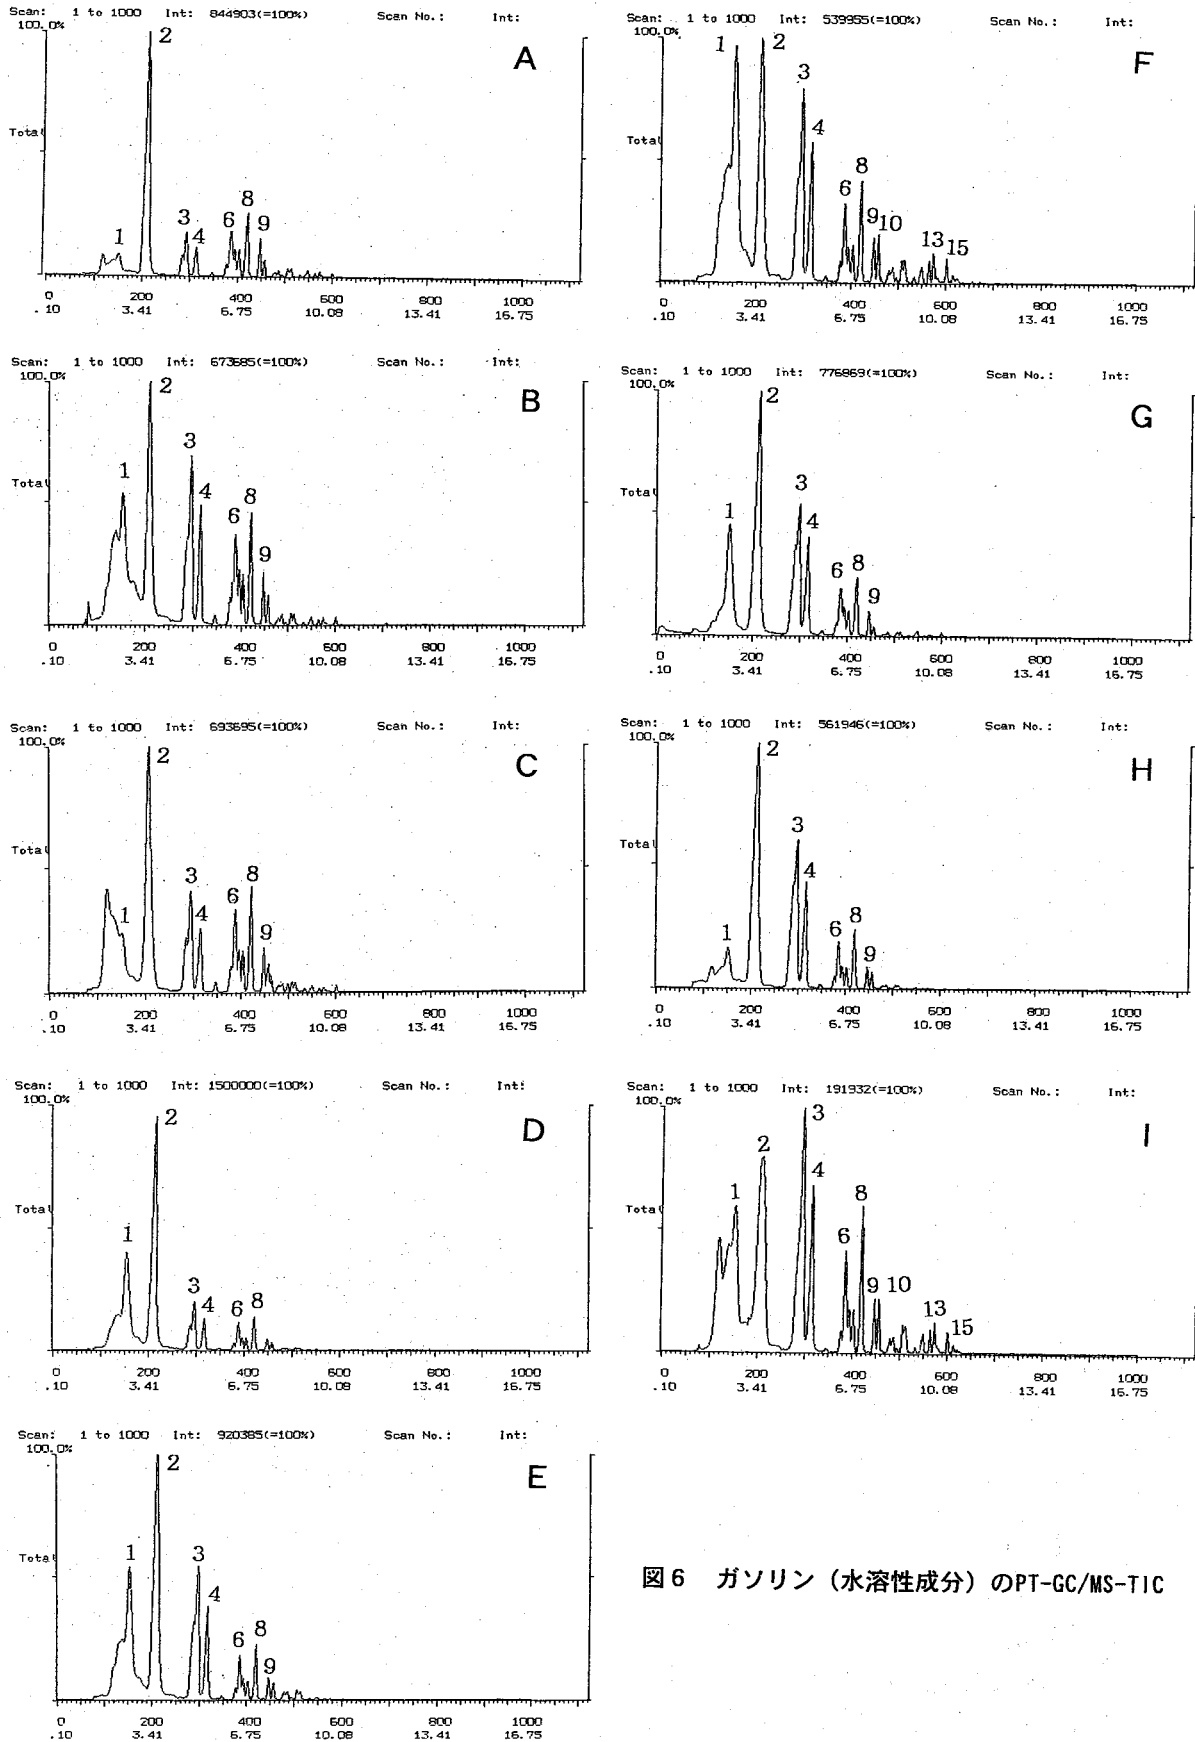 Scan: 1 to 1000 Int: 844903(=100%) Scan No.: Int:
100.0%
2
A
Total
1
3
4
6
8
9
0 200 400 600 800 1000
.10 3.41 6.75 10.08 13.41 16.75
Scan: 1 to 1000 Int: 673685(=100%) Scan No.: Int:
100.0%
2
B
Total
1
3
4
6
8
9
0 200 400 600 800 1000
.10 3.41 6.75 10.08 13.41 16.75
Scan: 1 to 1000 Int: 693695(=100%) Scan No.: Int:
100.0%
2
C
Total
1
3
4
6
8
9
0 200 400 600 800 1000
.10 3.41 6.75 10.08 13.41 16.75
Scan: 1 to 1000 Int: 1500000(=100%) Scan No.: Int:
100.0%
2
D
Total
1
3
4
6
8
0 200 400 600 800 1000
.10 3.41 6.75 10.08 13.41 16.75
Scan: 1 to 1000 Int: 920385(=100%) Scan No.: Int:
100.0%
2
E
Total
1
3
4
6
8
9
0 200 400 600 800 1000
.10 3.41 6.75 10.08 13.41 16.75
Scan: 1 to 1000 Int: 539955(=100%) Scan No.: Int:
100.0%
1
2
F
Total
3
4
6
8
9
10
13
15
0 200 400 600 800 1000
.10 3.41 6.75 10.08 13.41 16.75
Scan: 1 to 1000 Int: 776869(=100%) Scan No.: Int:
100.0%
2
G
Total
1
3
4
6
8
9
0 200 400 600 800 1000
.10 3.41 6.75 10.08 13.41 16.75
Scan: 1 to 1000 Int: 561946(=100%) Scan No.: Int:
100.0%
2
H
Total
1
3
4
6
8
9
0 200 400 600 800 1000
.10 3.41 6.75 10.08 13.41 16.75
Scan: 1 to 1000 Int: 191932(=100%) Scan No.: Int:
100.0%
3
I
Total
1
2
4
6
8
9
10
13
15
0 200 400 600 800 1000
.10 3.41 6.75 10.08 13.41 16.75
図6 ガソリン（水溶性成分）のPT-GC/MS-TIC